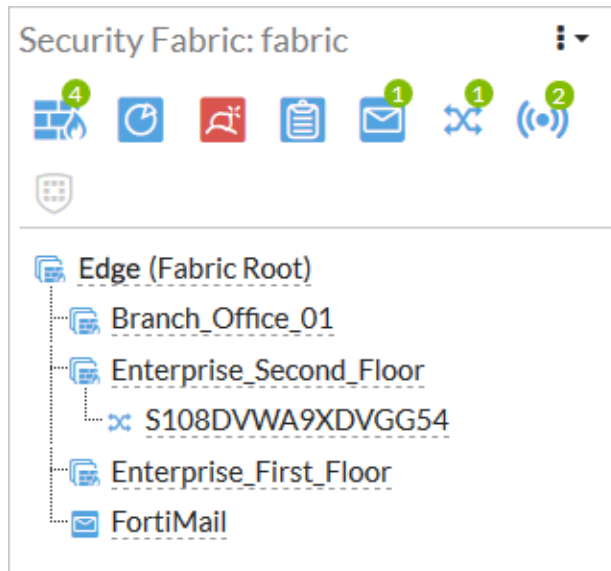 Security Fabric: fabric
4 1 1 2
Edge (Fabric Root)
Branch_Office_01
Enterprise_Second_Floor
S108DVWA9XDVGG54
Enterprise_First_Floor
FortiMail